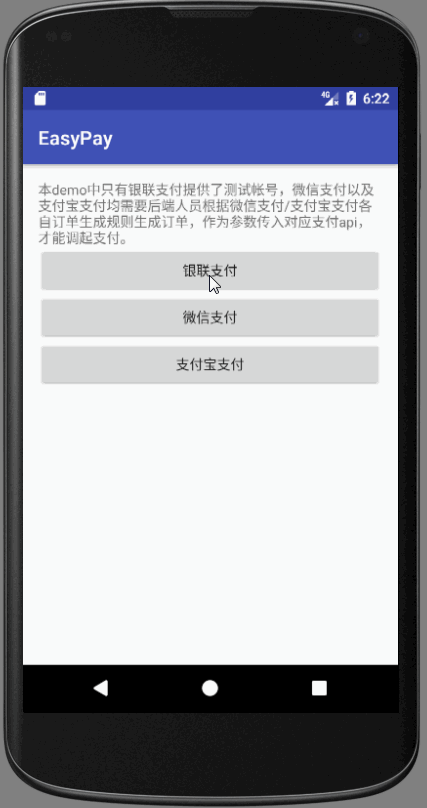 4G 6:22
EasyPay
本demo中只有银联支付提供了测试帐号，微信支付以及
支付宝支付均需要后端人员根据微信支付/支付宝支付各
自订单生成规则生成订单，作为参数传入对应支付api，
才能调起支付。
银联支付
微信支付
支付宝支付